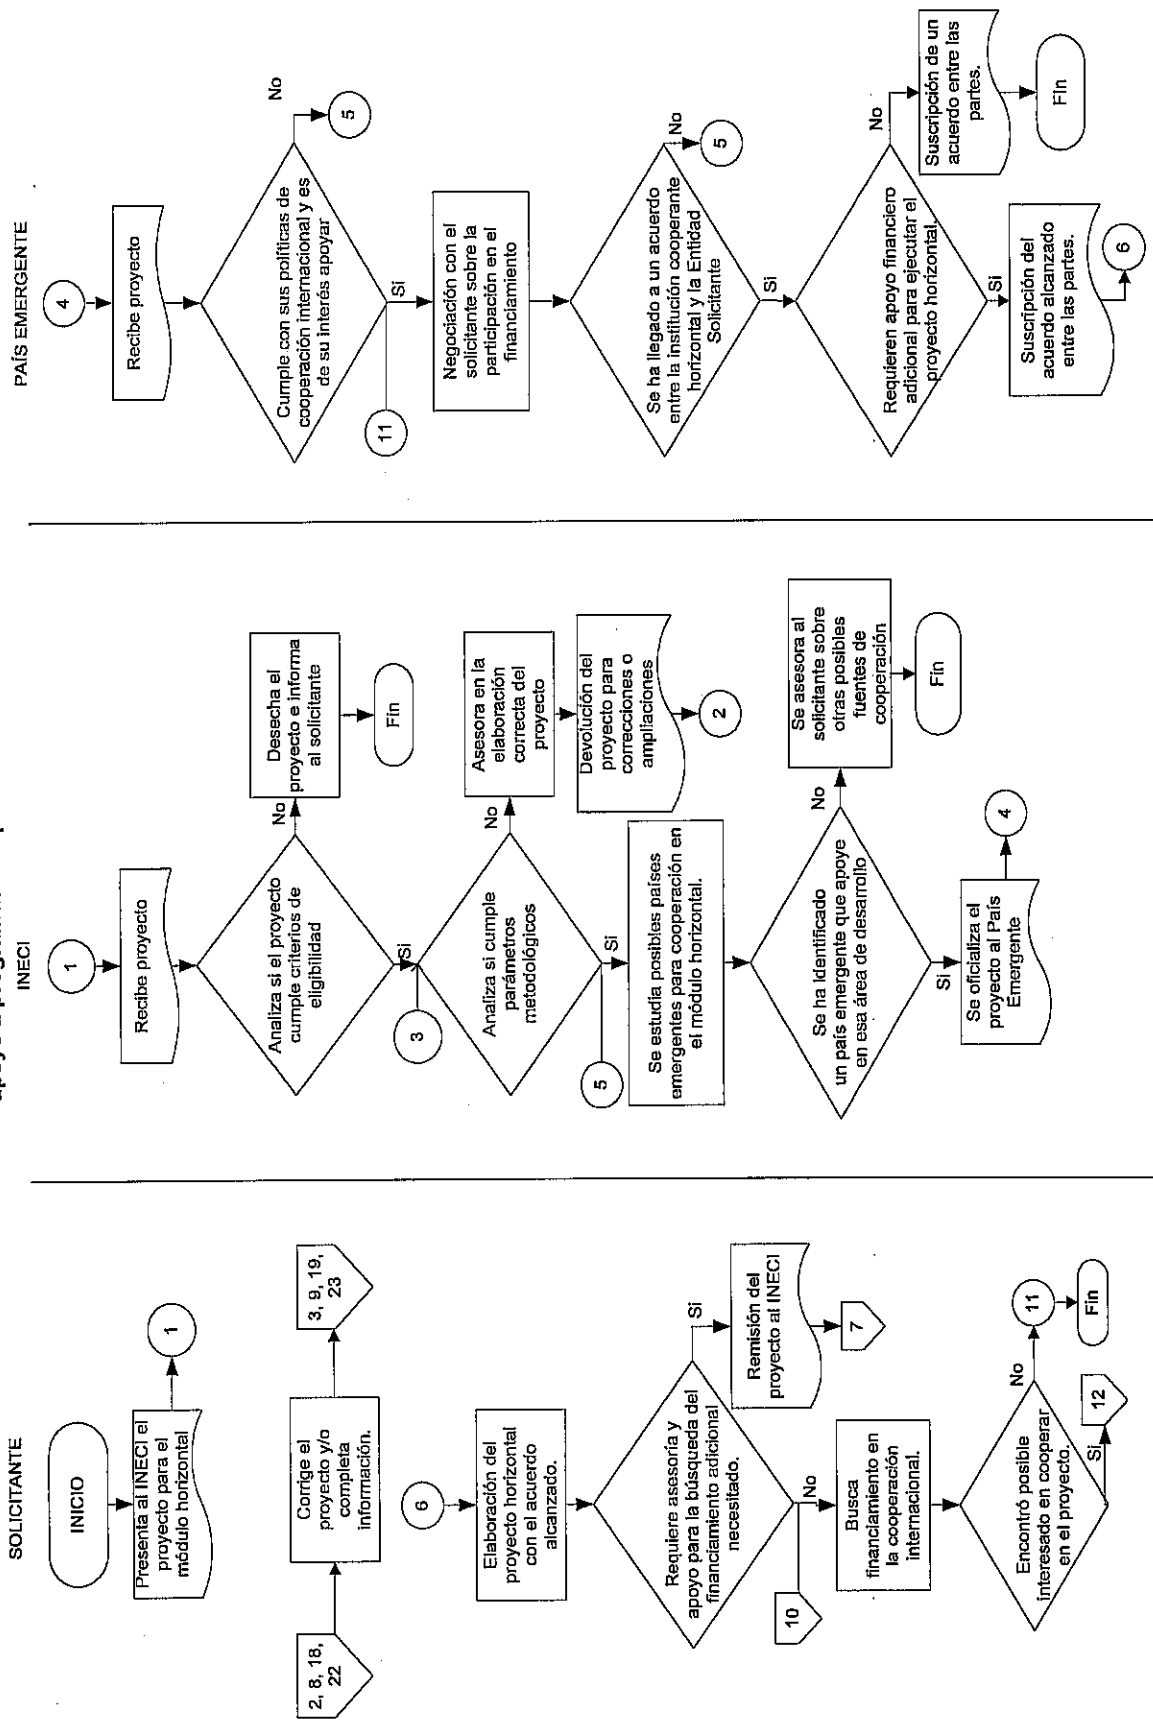 SOLICITANTE
INICIO
Presenta al INECI el
proyecto para el
módulo horizontal
1
2, 8, 18,
22
Corrige el
proyecto y/o
completa
información.
3, 9, 19,
23
6
Elaboración del
proyecto horizontal
con el acuerdo
alcanzado.
Requiere asesoría y
apoyo para la búsqueda del
financiamiento adicional
necesitado.
Si
Remisión del
proyecto al INECI
7
No
10
Busca
financiamiento en
la cooperación
internacional.
Encontró posible
interesado en cooperar
en el proyecto.
No
11
Fin
Si
12
INECI
1
Recibe proyecto
Analiza si el proyecto
cumple criterios de
eligibilidad
No
Desecha el
proyecto e informa
al solicitante
Fin
Si
3
Analiza si cumple
parámetros
metodológicos
No
Asesora en la
elaboración
correcta del
proyecto
Devolución del
proyecto para
correcciones o
ampliaciones
2
Si
5
Se estudia posibles países
emergentes para cooperación en
el módulo horizontal.
Se ha identificado
un país emergente que apoye
en esa área de desarrollo
No
Se asesora al
solicitante sobre
otras posibles
fuentes de
cooperación
Fin
Si
Se oficializa el
proyecto al País
Emergente
4
PAÍS EMERGENTE
4
Recibe proyecto
Cumple con sus políticas de
cooperación internacional y es
de su interés apoyar
No
5
11
Si
Negociación con el
solicitante sobre la
participación en el
financiamiento
Se ha llegado a un acuerdo
entre la institución cooperante
horizontal y la Entidad
Solicitante
No
5
Si
Requieren apoyo financiero
adicional para ejecutar el
proyecto horizontal.
No
Suscripción de un
acuerdo entre las
partes.
Fin
Si
Suscripción del
acuerdo alcanzado
entre las partes.
6